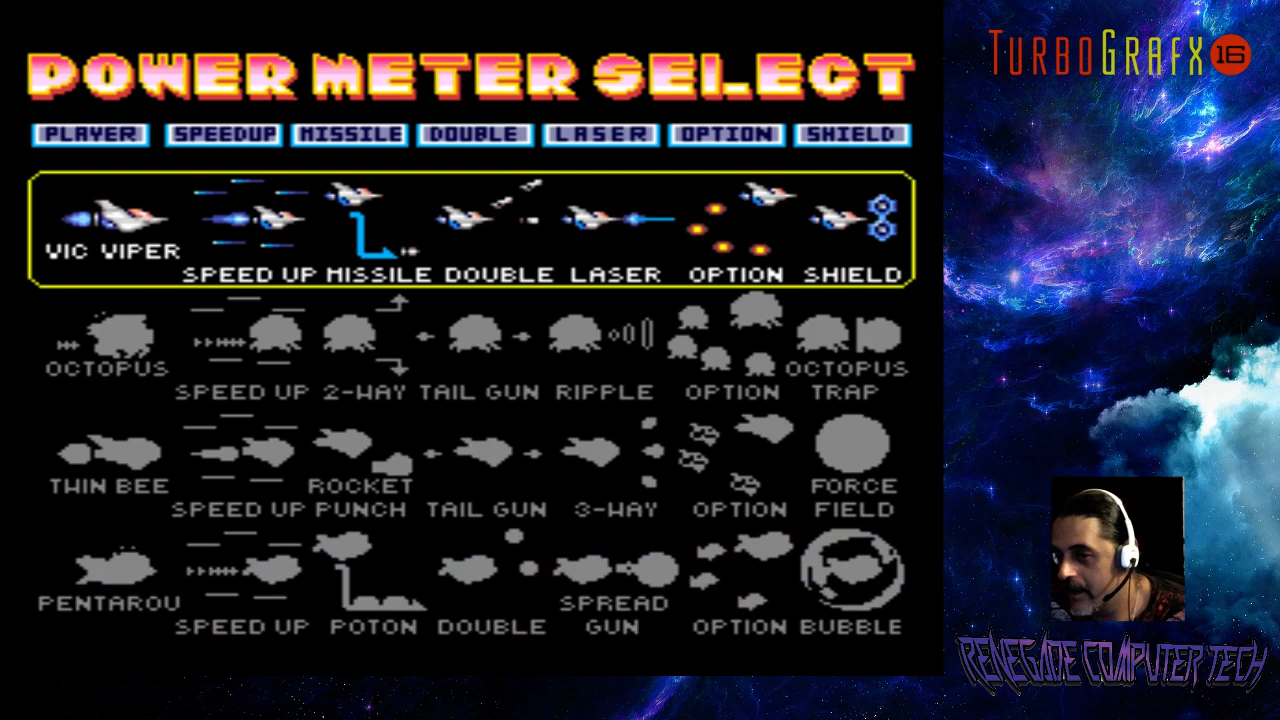 POWER METER SELECT
TURBOGRAFX 16
PLAYER SPEEDUP MISSILE DOUBLE LASER OPTION SHIELD
VIC VIPER
SPEED UP MISSILE DOUBLE LASER OPTION SHIELD
OCTOPUS OCTOPUS
SPEED UP 2-WAY TAIL GUN RIPPLE OPTION TRAP
TWIN BEE ROCKET FORCE
SPEED UP PUNCH TAIL GUN 3-WAY OPTION FIELD
PENTAROU SPREAD
SPEED UP POTON DOUBLE GUN OPTION BUBBLE
RENEGADE COMPUTER TECH